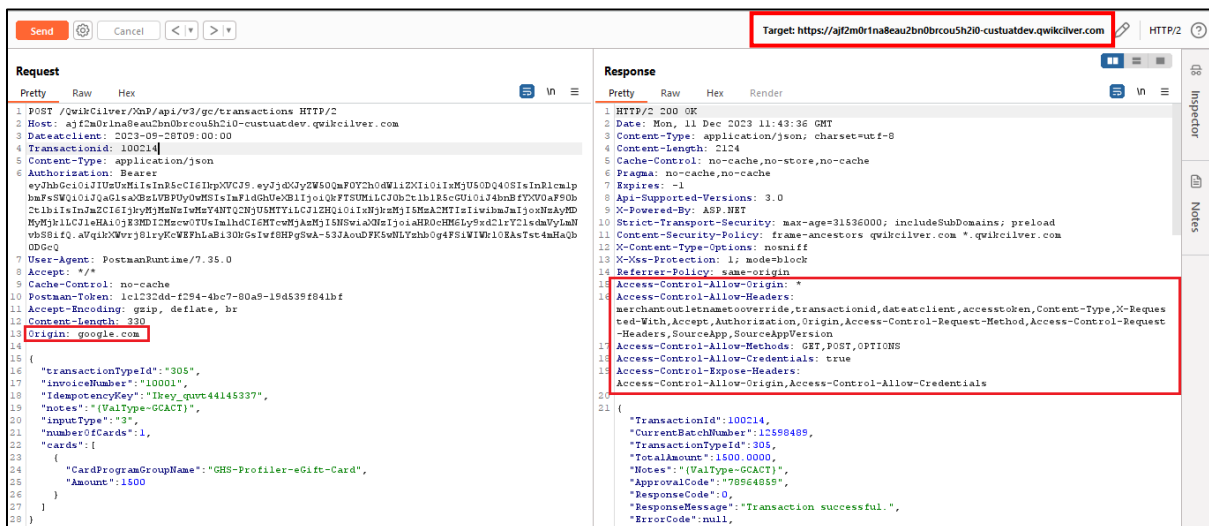 Send
Cancel
Target: https://ajf2m0r1na8eau2bn0brcou5h2i0-custuatdev.qwikcilver.com
HTTP/2
Request
Pretty Raw Hex
1 POST /QwikCilver/XnP/api/v3/gc/transactions HTTP/2
2 Host: ajf2m0r1na8eau2bn0brcou5h2i0-custuatdev.qwikcilver.com
3 Dateatclient: 2023-09-28T09:00:00
4 Transactionid: 100214
5 Content-Type: application/json
6 Authorization: Bearer
7 User-Agent: PostmanRuntime/7.35.0
8 Accept: */*
9 Cache-Control: no-cache
10 Postman-Token: 1c1232dd-f294-4bc7-80a9-19d539f841bf
11 Accept-Encoding: gzip, deflate, br
12 Content-Length: 330
13 Origin: google.com
14
15 {
16 "transactionTypeId":"305",
17 "invoiceNumber":"10001",
18 "IdempotencyKey":"Ikey_quvt44145337",
19 "notes":"{ValType~GCACT}",
20 "inputType":"3",
21 "numberOfCards":1,
22 "cards":[
23 {
24 "CardProgramGroupName":"GHS-Profiler-eGift-Card",
25 "Amount":1500
26 }
27 ]
28 }
Response
Pretty Raw Hex Render
1 HTTP/2 200 OK
2 Date: Mon, 11 Dec 2023 11:43:36 GMT
3 Content-Type: application/json; charset=utf-8
4 Content-Length: 2124
5 Cache-Control: no-cache,no-store,no-cache
6 Pragma: no-cache,no-cache
7 Expires: -1
8 Api-Supported-Versions: 3.0
9 X-Powered-By: ASP.NET
10 Strict-Transport-Security: max-age=31536000; includeSubDomains; preload
11 Content-Security-Policy: frame-ancestors qwikcilver.com *.qwikcilver.com
12 X-Content-Type-Options: nosniff
13 X-Xss-Protection: 1; mode=block
14 Referrer-Policy: same-origin
15 Access-Control-Allow-Origin: *
16 Access-Control-Allow-Headers:
merchantoutletnametooverride,transactionid,dateatclient,accesstoken,Content-Type,X-Reques
ted-With,Accept,Authorization,Origin,Access-Control-Request-Method,Access-Control-Request
-Headers,SourceApp,SourceAppVersion
17 Access-Control-Allow-Methods: GET,POST,OPTIONS
18 Access-Control-Allow-Credentials: true
19 Access-Control-Expose-Headers:
Access-Control-Allow-Origin,Access-Control-Allow-Credentials
20
21 {
"TransactionId":100214,
"CurrentBatchNumber":12598489,
"TransactionTypeId":305,
"TotalAmount":1500.0000,
"Notes":"{ValType~GCACT}",
"ApprovalCode":"78964859",
"ResponseCode":0,
"ResponseMessage":"Transaction successful.",
"ErrorCode":null,
Inspector
Notes